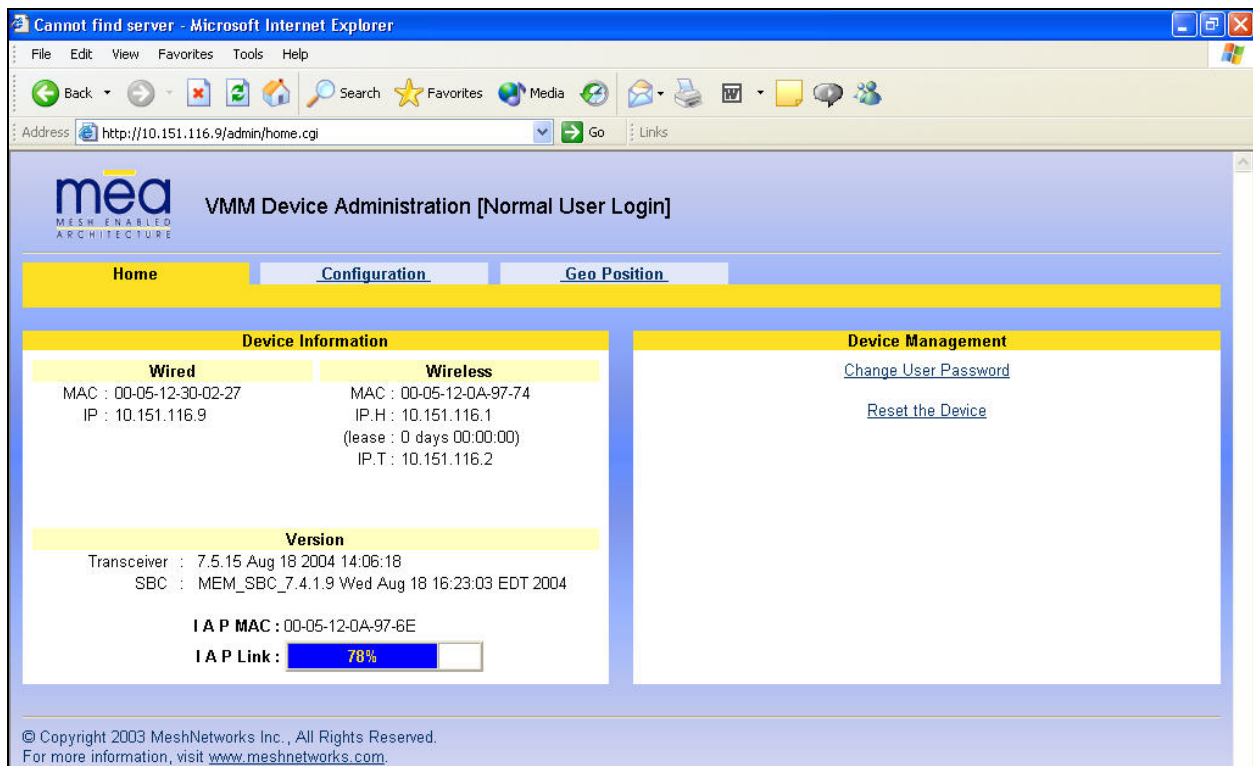 Cannot find server - Microsoft Internet Explorer
File Edit View Favorites Tools Help
Back Search Favorites Media
Address http://10.151.116.9/admin/home.cgi Go Links
mea
MESH ENABLED
ARCHITECTURE
VMM Device Administration [Normal User Login]
Home Configuration Geo Position
Device Information
Wired Wireless
MAC : 00-05-12-30-02-27 MAC : 00-05-12-0A-97-74
IP : 10.151.116.9 IP.H : 10.151.116.1
(lease : 0 days 00:00:00)
IP.T : 10.151.116.2
Version
Transceiver : 7.5.15 Aug 18 2004 14:06:18
SBC : MEM_SBC_7.4.1.9 Wed Aug 18 16:23:03 EDT 2004
I A P MAC : 00-05-12-0A-97-6E
I A P Link : 78%
Device Management
Change User Password
Reset the Device
© Copyright 2003 MeshNetworks Inc., All Rights Reserved.
For more information, visit www.meshnetworks.com.